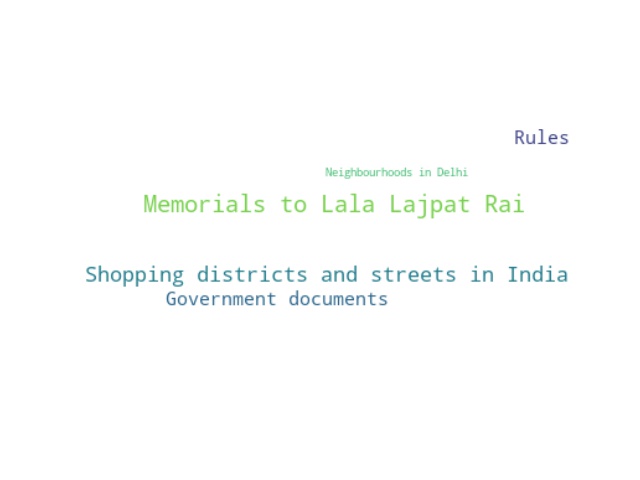 Rules
Neighbourhoods in Delhi
Memorials to Lala Lajpat Rai
Shopping districts and streets in India
Government documents